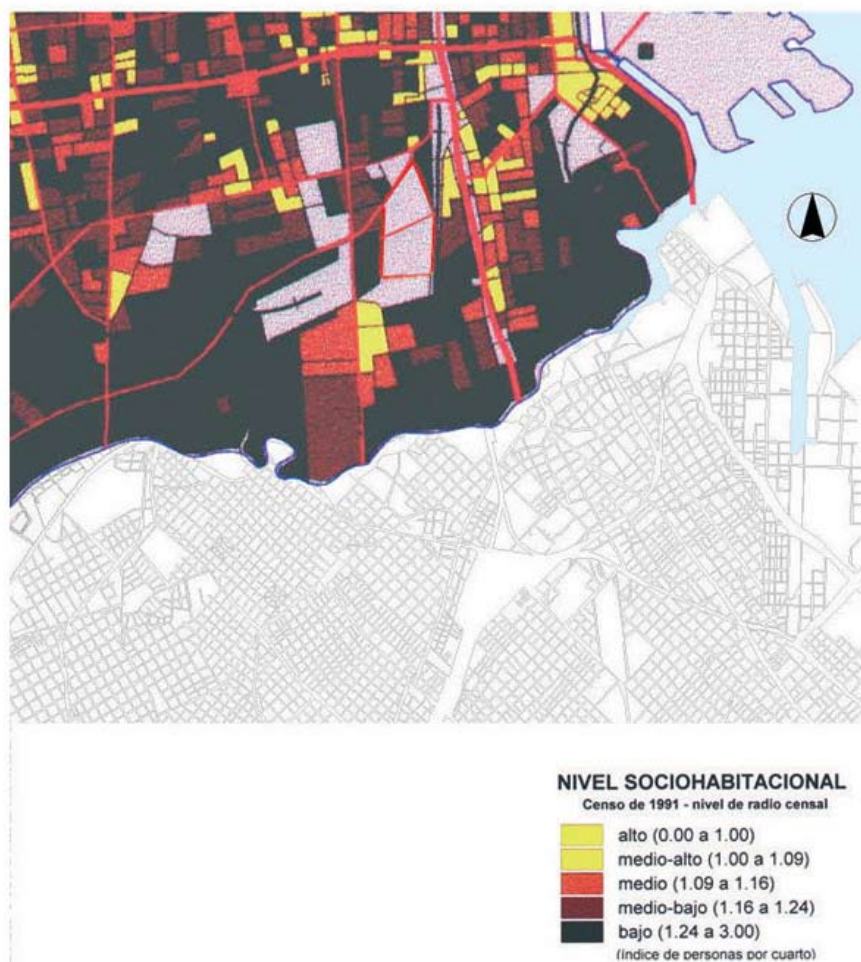 NIVEL SOCIOHABITACIONAL
Censo de 1991 - nivel de radio censal
alto (0.00 a 1.00)
medio-alto (1.00 a 1.09)
medio (1.09 a 1.16)
medio-bajo (1.16 a 1.24)
bajo (1.24 a 3.00)
(índice de personas por cuarto)